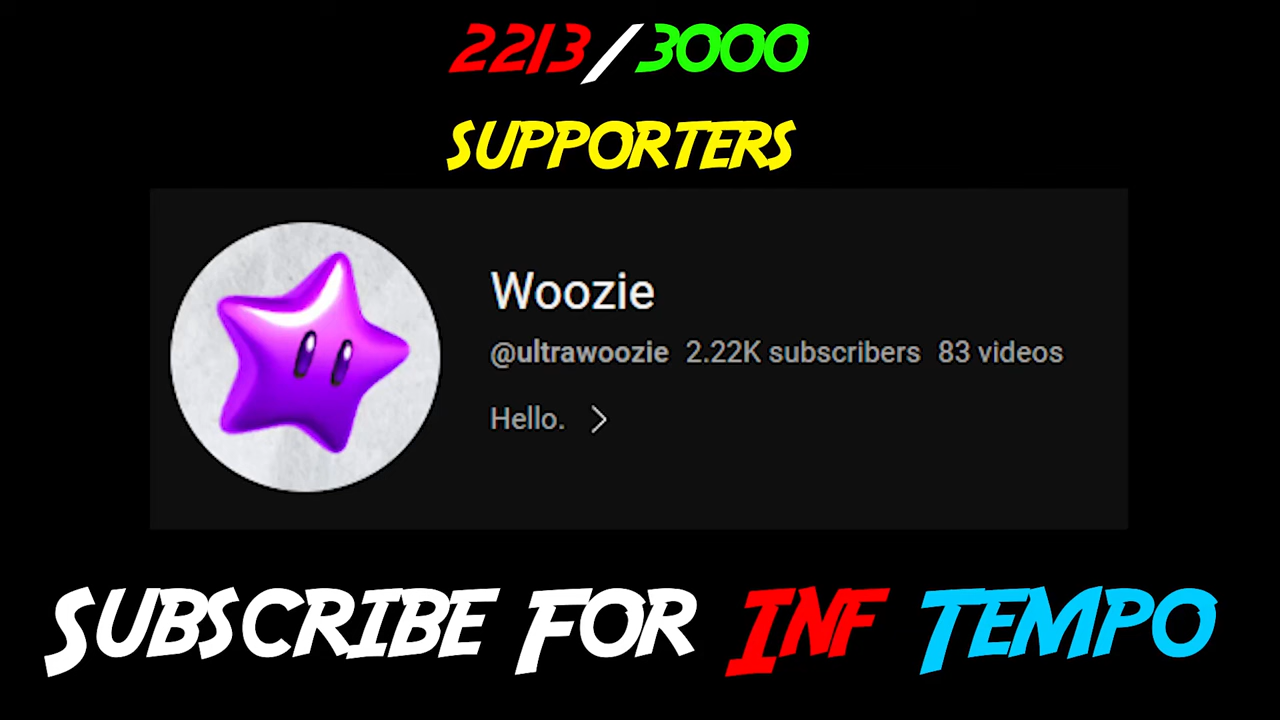 2213/3000
SUPPORTERS
Woozie
@ultrawoozie 2.22K subscribers 83 videos
Hello.
SUBSCRIBE FOR INF TEMPO